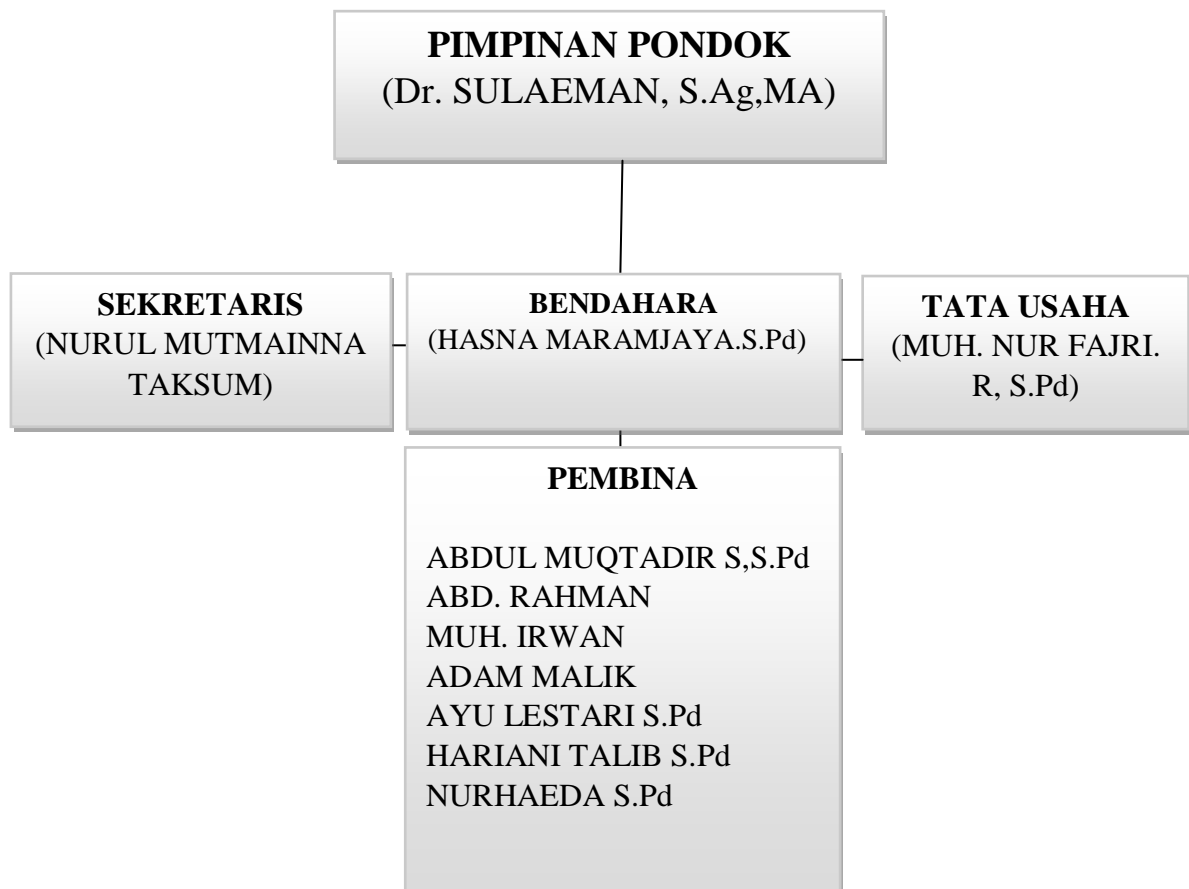 PIMPINAN PONDOK
(Dr. SULAEMAN, S.Ag,MA)
SEKRETARIS
(NURUL MUTMAINNA
TAKSUM)
BENDAHARA
(HASNA MARAMJAYA.S.Pd)
TATA USAHA
(MUH. NUR FAJRI.
R, S.Pd)
PEMBINA
ABDUL MUQTADIR S,S.Pd
ABD. RAHMAN
MUH. IRWAN
ADAM MALIK
AYU LESTARI S.Pd
HARIANI TALIB S.Pd
NURHAEDA S.Pd